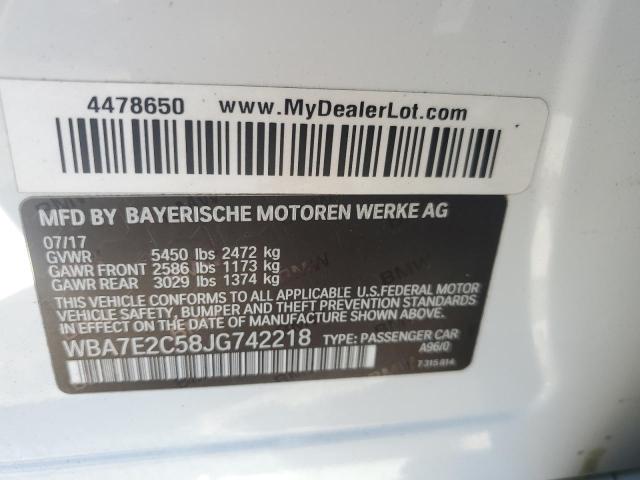 4478650 www.MyDealerLot.com
MFD BY BAYERISCHE MOTOREN WERKE AG
07/17
GVWR 5450 lbs 2472 kg
GAWR FRONT 2586 lbs 1173 kg
GAWR REAR 3029 lbs 1374 kg
THIS VEHICLE CONFORMS TO ALL APPLICABLE U.S.FEDERAL MOTOR
VEHICLE SAFETY, BUMPER AND THEFT PREVENTION STANDARDS
IN EFFECT ON THE DATE OF MANUFACTURE SHOWN ABOVE.
WBA7E2C58JG742218 TYPE: PASSENGER CAR
A96/0
7 315 814